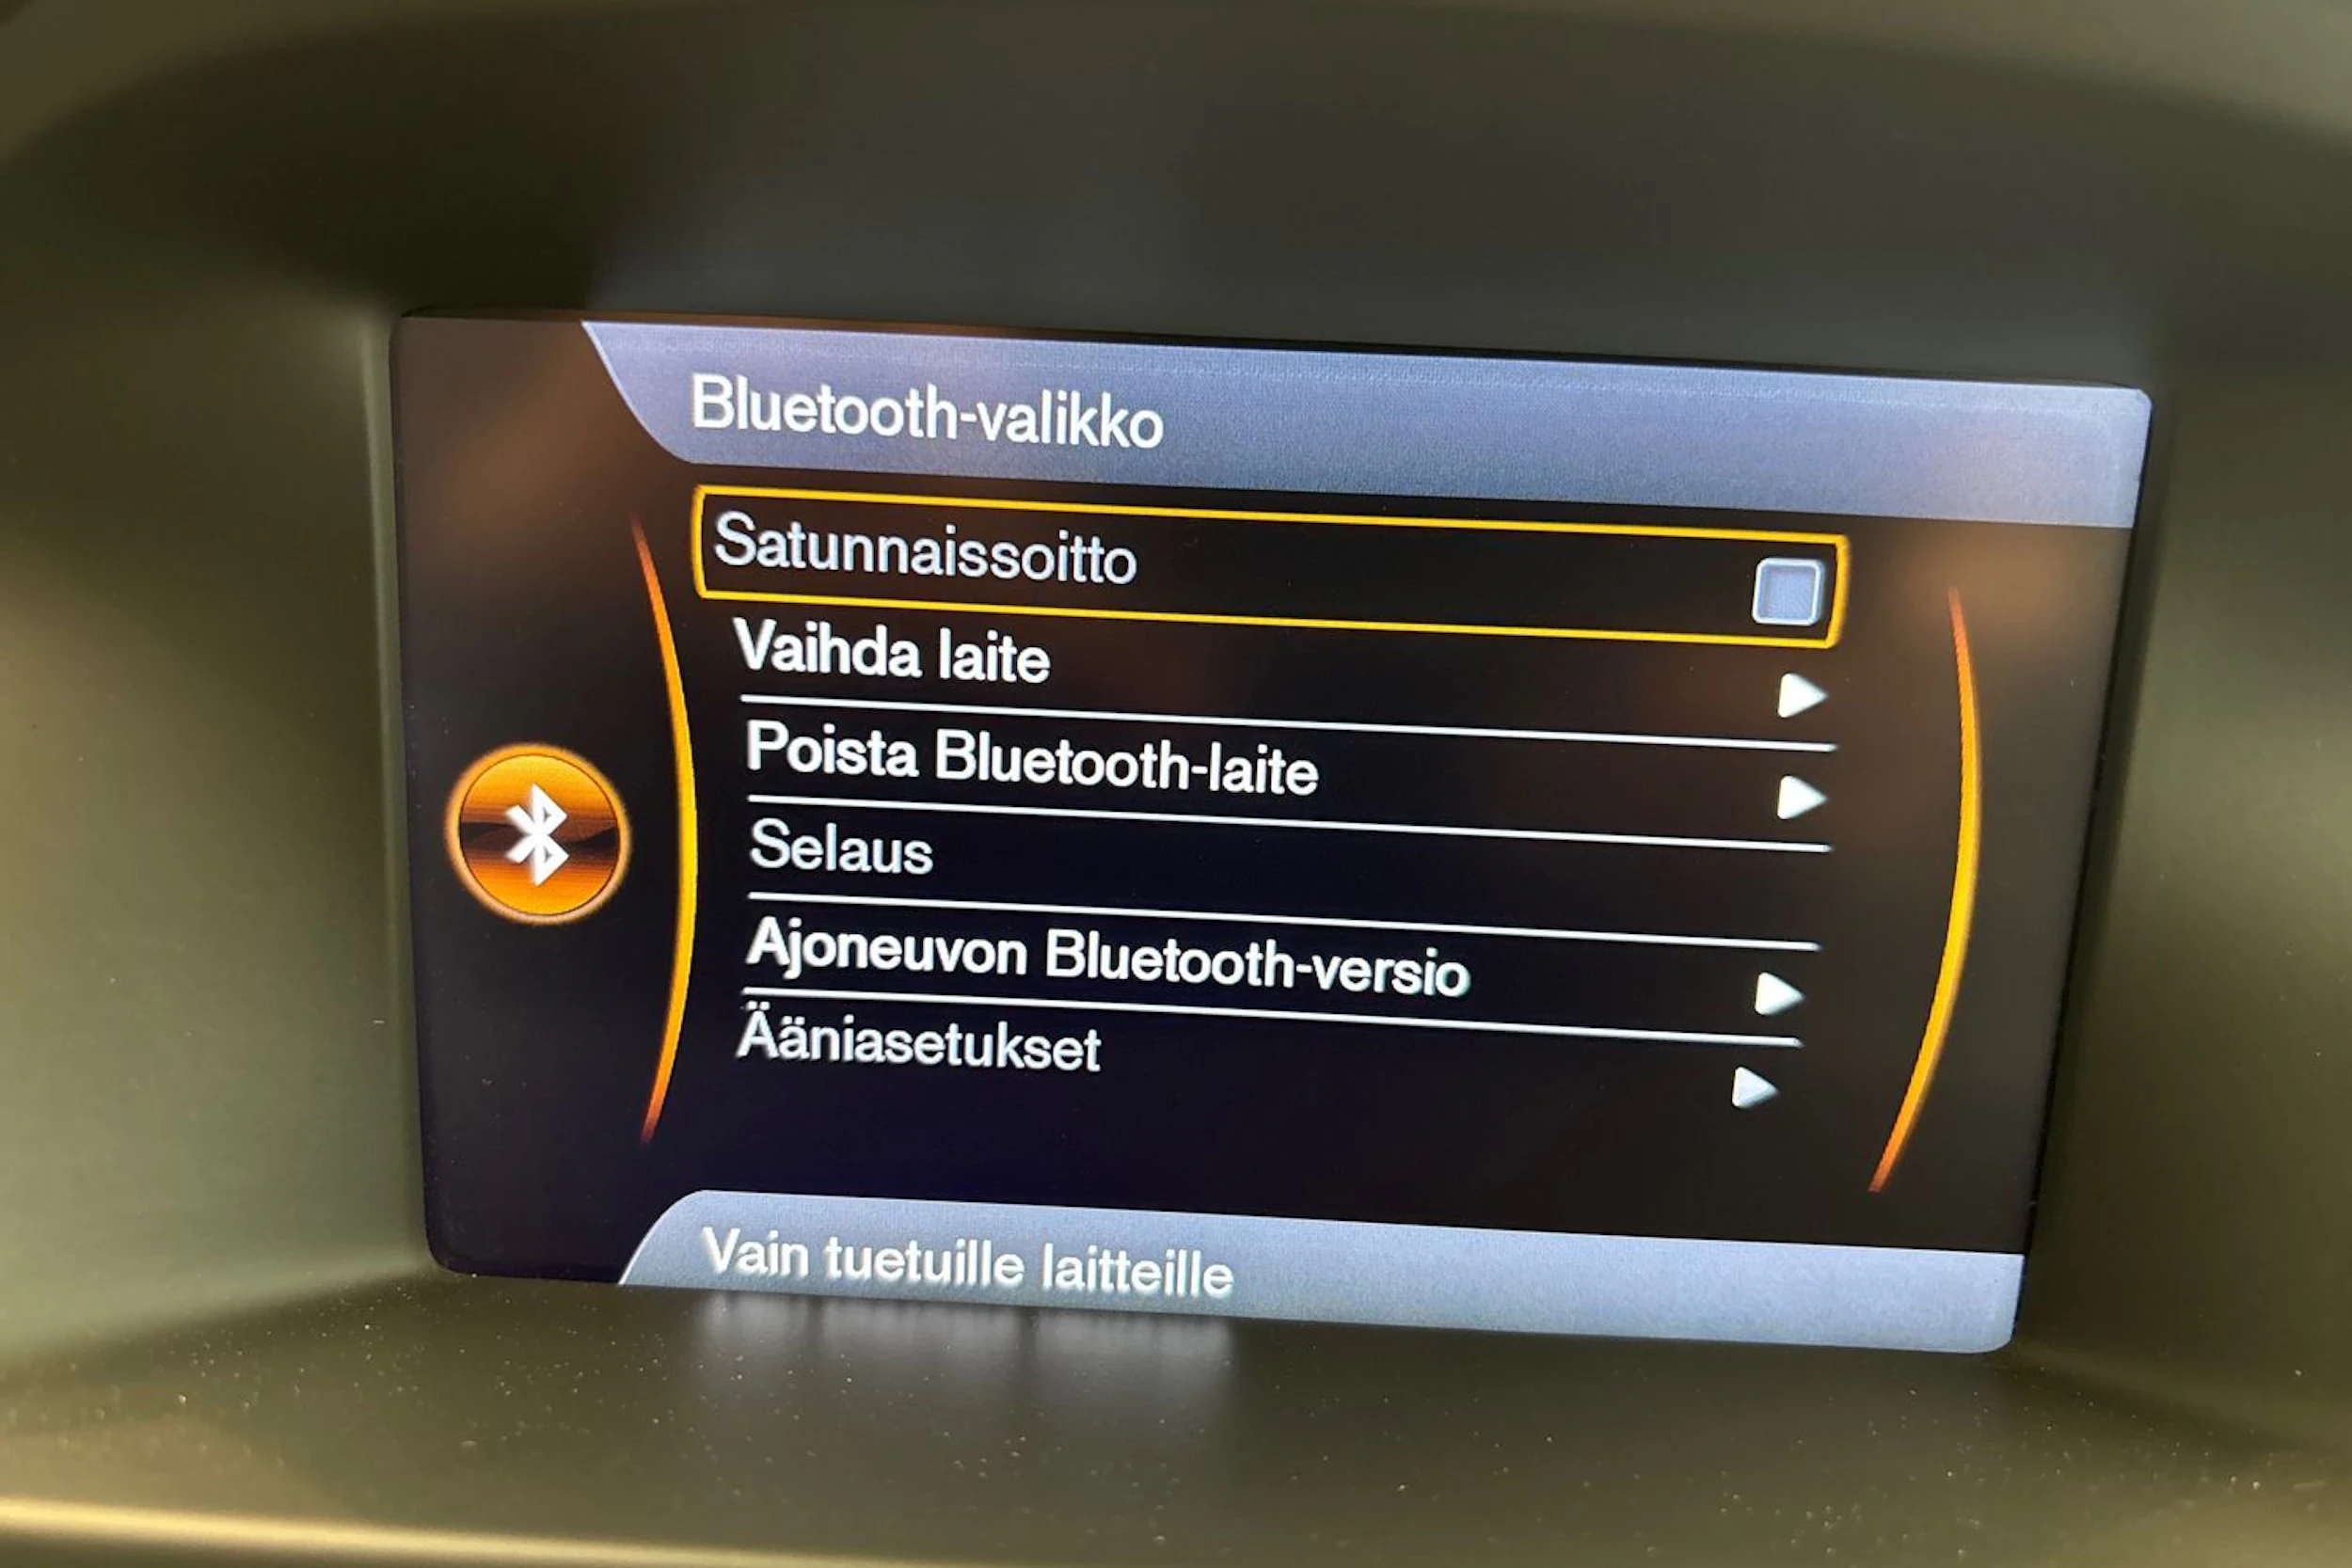 Bluetooth-valikko
Satunnaissoitto
Vaihda laite
Poista Bluetooth-laite
Selaus
Ajoneuvon Bluetooth-versio
Ääniasetukset
Vain tuetuille laitteille